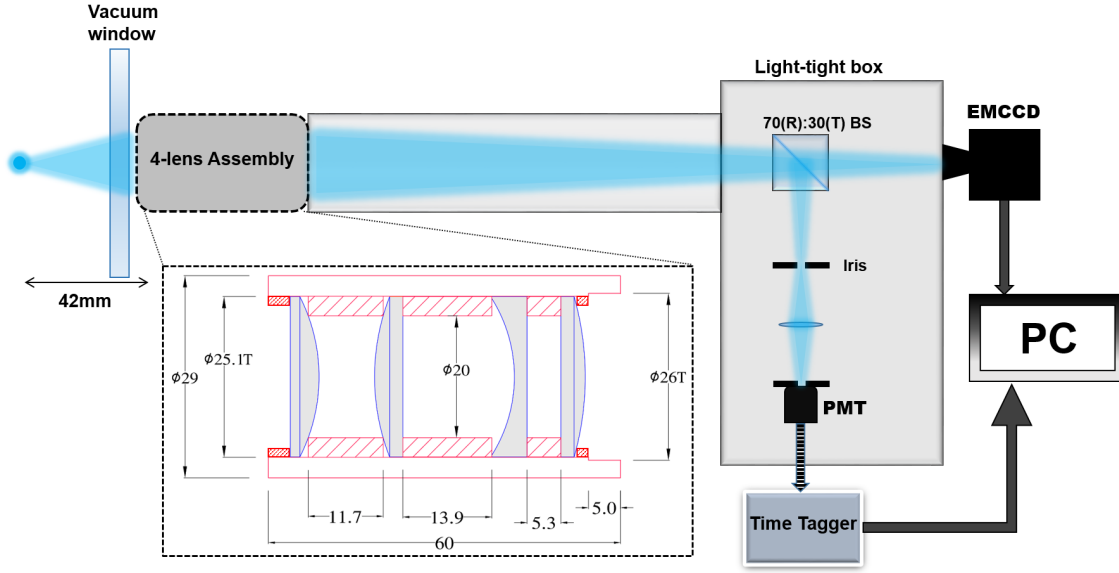 Vacuum
window
Light-tight box
EMCCD
70(R):30(T) BS
4-lens Assembly
Iris
42mm
PC
ϕ25.1T
ϕ20
ϕ29
ϕ26T
PMT
5.0
11.7
13.9
5.3
60
Time Tagger